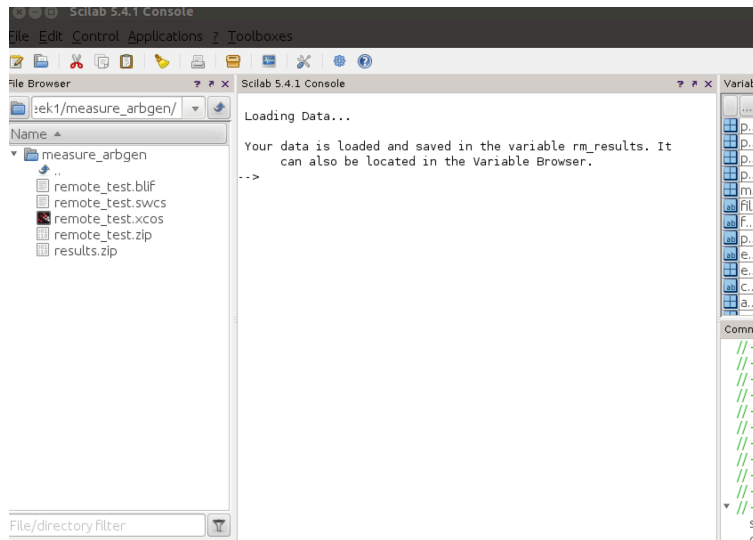 Scilab 5.4.1 Console
File Edit Control Applications ? Toolboxes
File Browser ? X
:ek1/measure_arbgen/
Name
measure_arbgen
..
remote_test.blif
remote_test.swcs
remote_test.xcos
remote_test.zip
results.zip
File/directory filter
Scilab 5.4.1 Console ? X
Loading Data...
Your data is loaded and saved in the variable rm_results. It
can also be located in the Variable Browser.
-->
Variab
...
p..
p..
p..
p..
m.
fil
f..
p..
e..
e..
c..
a..
Comn
// -
// -
// -
// -
// -
// -
// -
// -
// -
// -
// -
s